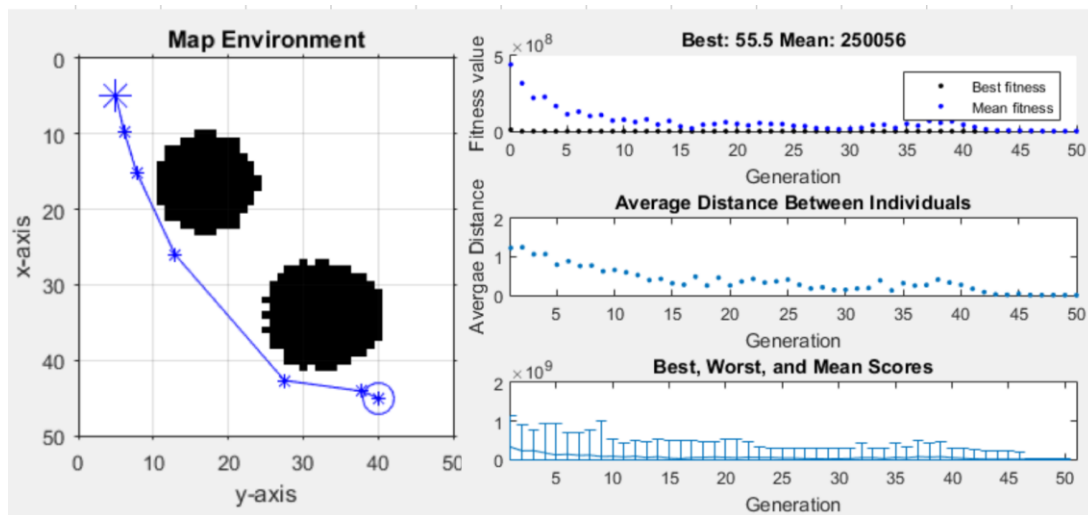 Map Environment
0
10
20
30
40
50
x-axis
0 10 20 30 40 50
y-axis
Best: 55.5 Mean: 250056
×10^8
5
0
Fitness value
Best fitness
Mean fitness
0 5 10 15 20 25 30 35 40 45 50
Generation
Average Distance Between Individuals
2
1
0
Avergae Distance
5 10 15 20 25 30 35 40 45 50
Generation
Best, Worst, and Mean Scores
×10^9
2
1
0
5 10 15 20 25 30 35 40 45 50
Generation